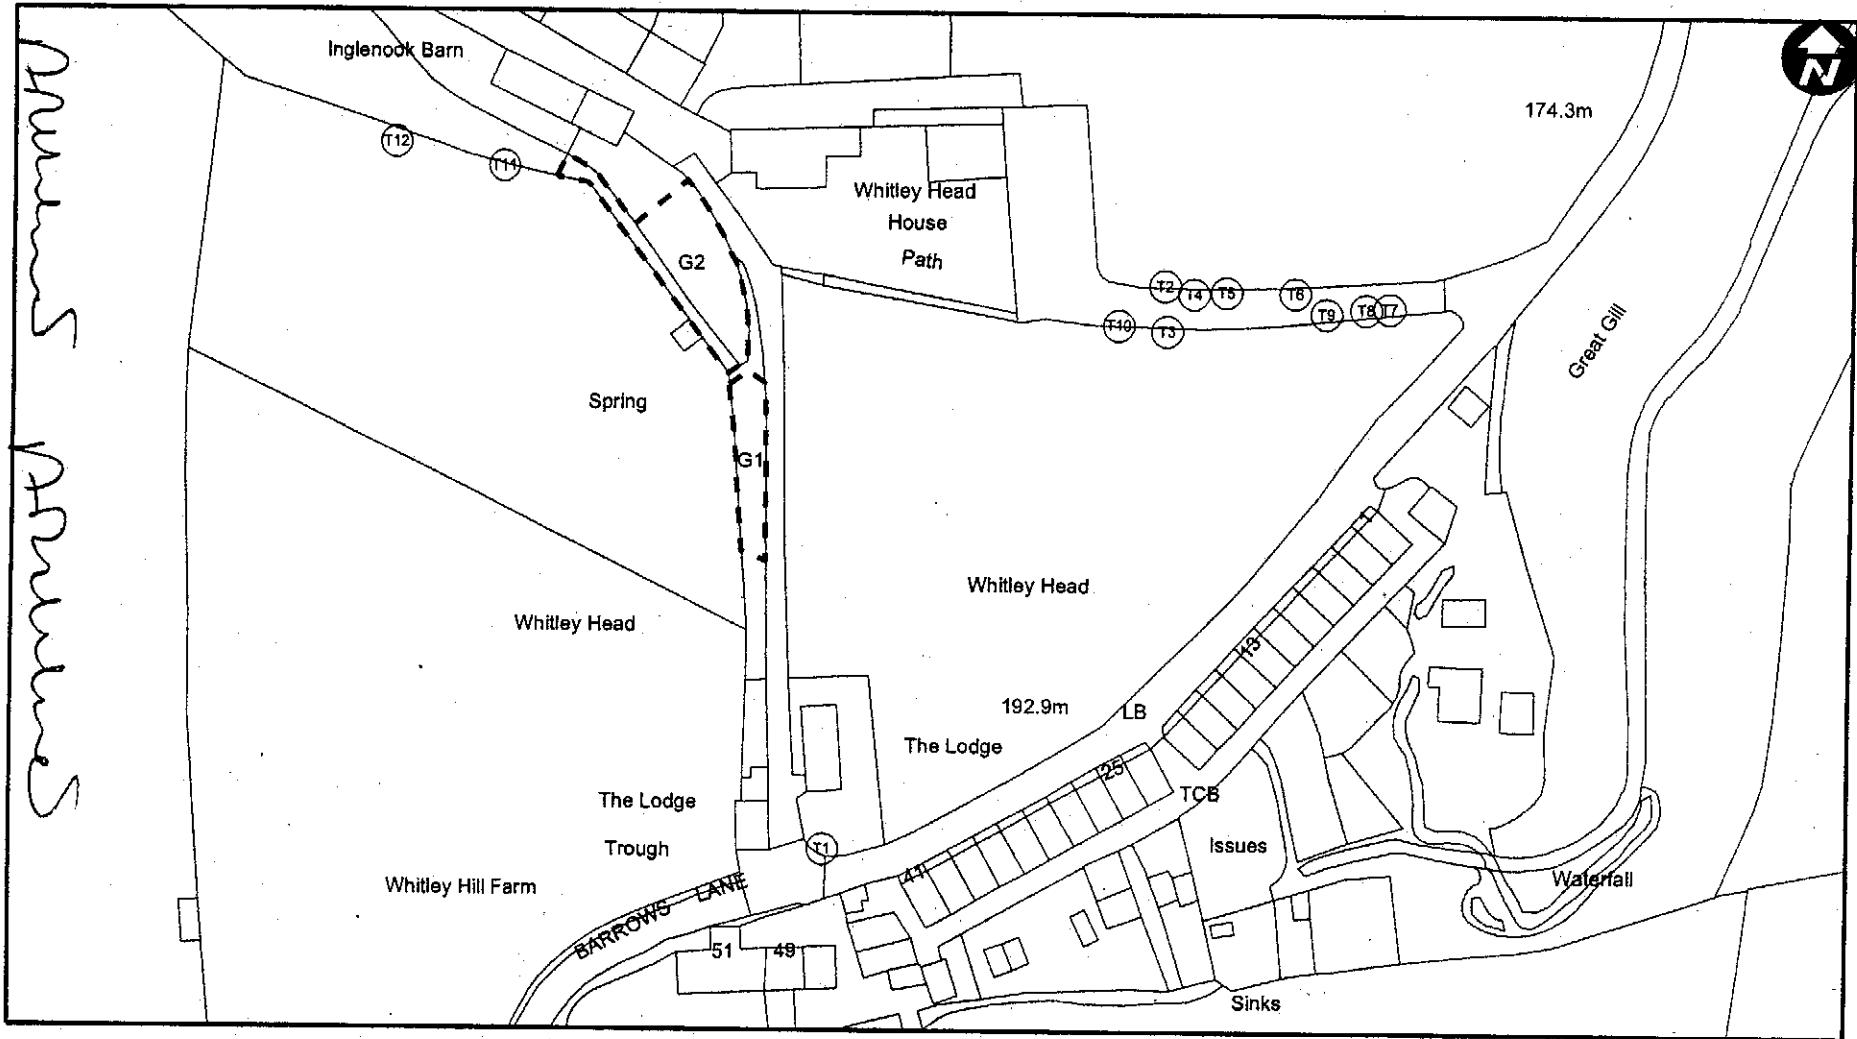 Inglenook Barn
N
174.3m
T12
T11
Whitley Head
House
Path
G2
T2
T4
T5
T6
T10
T3
T9
T8
T7
Great Gill
Spring
G1
1
Whitley Head
Whitley Head
13
192.9m
LB
The Lodge
25
TCB
The Lodge
Trough
T1
Issues
41
Waterfall
Whitley Hill Farm
BARROWS LANE
51
49
Sinks